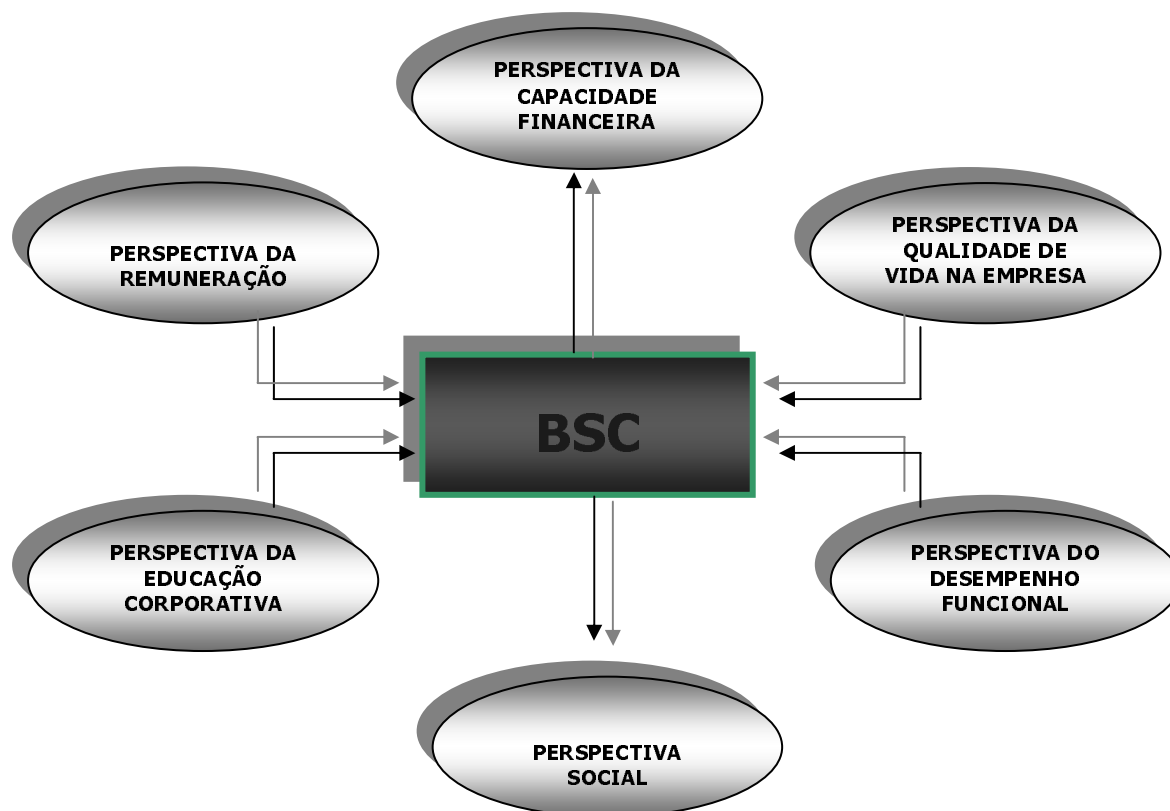 PERSPECTIVA DA
CAPACIDADE
FINANCEIRA
PERSPECTIVA DA
REMUNERAÇÃO
PERSPECTIVA DA
QUALIDADE DE
VIDA NA EMPRESA
BSC
PERSPECTIVA DA
EDUCAÇÃO
CORPORATIVA
PERSPECTIVA DO
DESEMPENHO
FUNCIONAL
PERSPECTIVA
SOCIAL